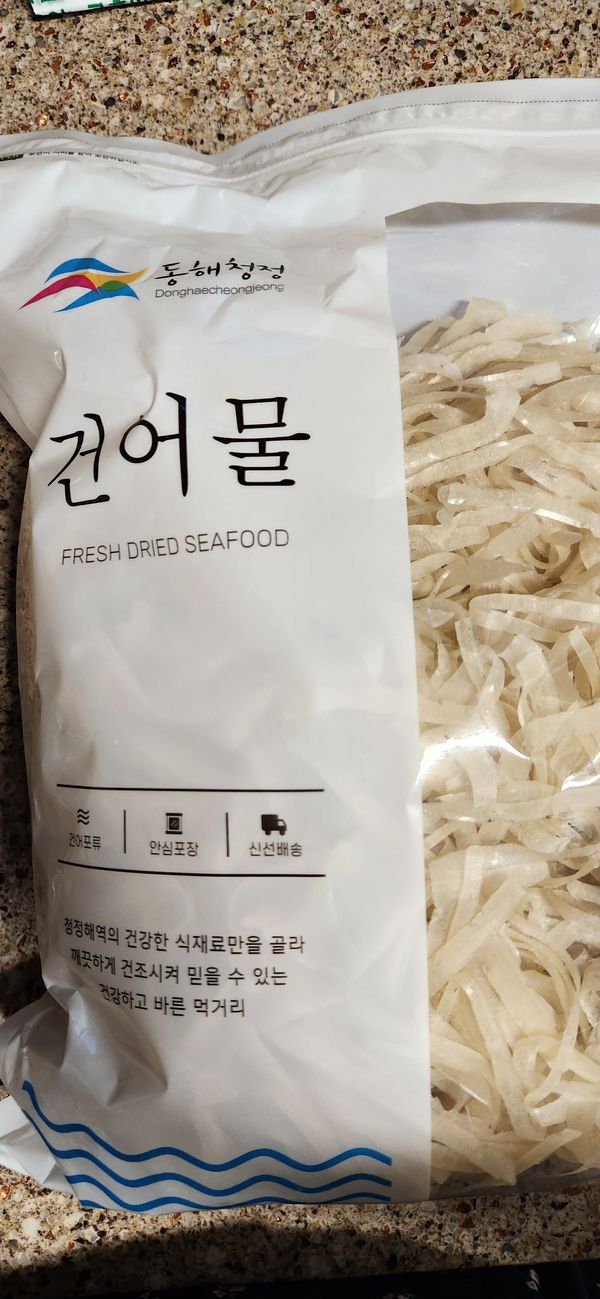 동해청정
Donghaecheongjeong
건어물
FRESH DRIED SEAFOOD
건어포류
안심포장
신선배송
청정해역의 건강한 식재료만을 골라
깨끗하게 건조시켜 믿을 수 있는
건강하고 바른 먹거리